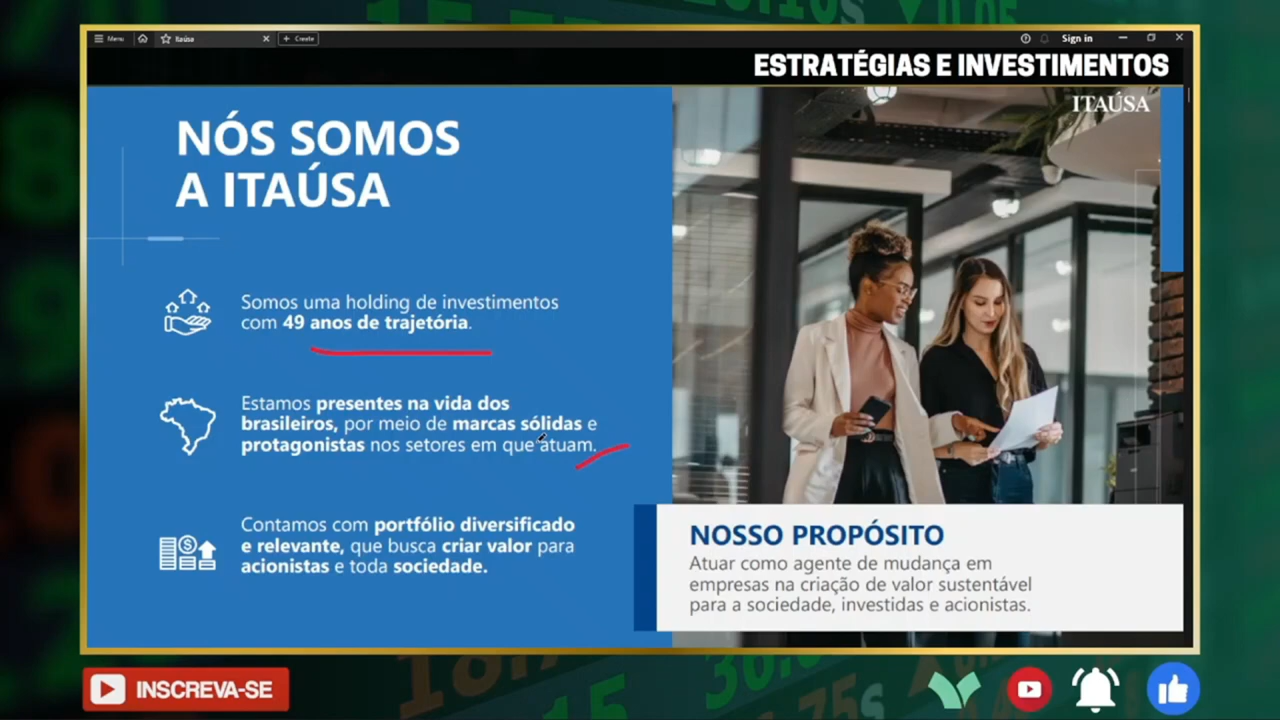 Menu
Itaúsa
Create
Sign in
ESTRATÉGIAS E INVESTIMENTOS
ITAÚSA
NÓS SOMOS
A ITAÚSA
Somos uma holding de investimentos
com 49 anos de trajetória.
Estamos presentes na vida dos
brasileiros, por meio de marcas sólidas e
protagonistas nos setores em que atuam.
Contamos com portfólio diversificado
e relevante, que busca criar valor para
acionistas e toda sociedade.
NOSSO PROPÓSITO
Atuar como agente de mudança em
empresas na criação de valor sustentável
para a sociedade, investidas e acionistas.
INSCREVA-SE